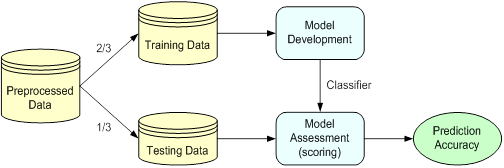 2/3
Training Data
Model
Development
Preprocessed
Data
Classifier
1/3
Testing Data
Model
Assessment
(scoring)
Prediction
Accuracy